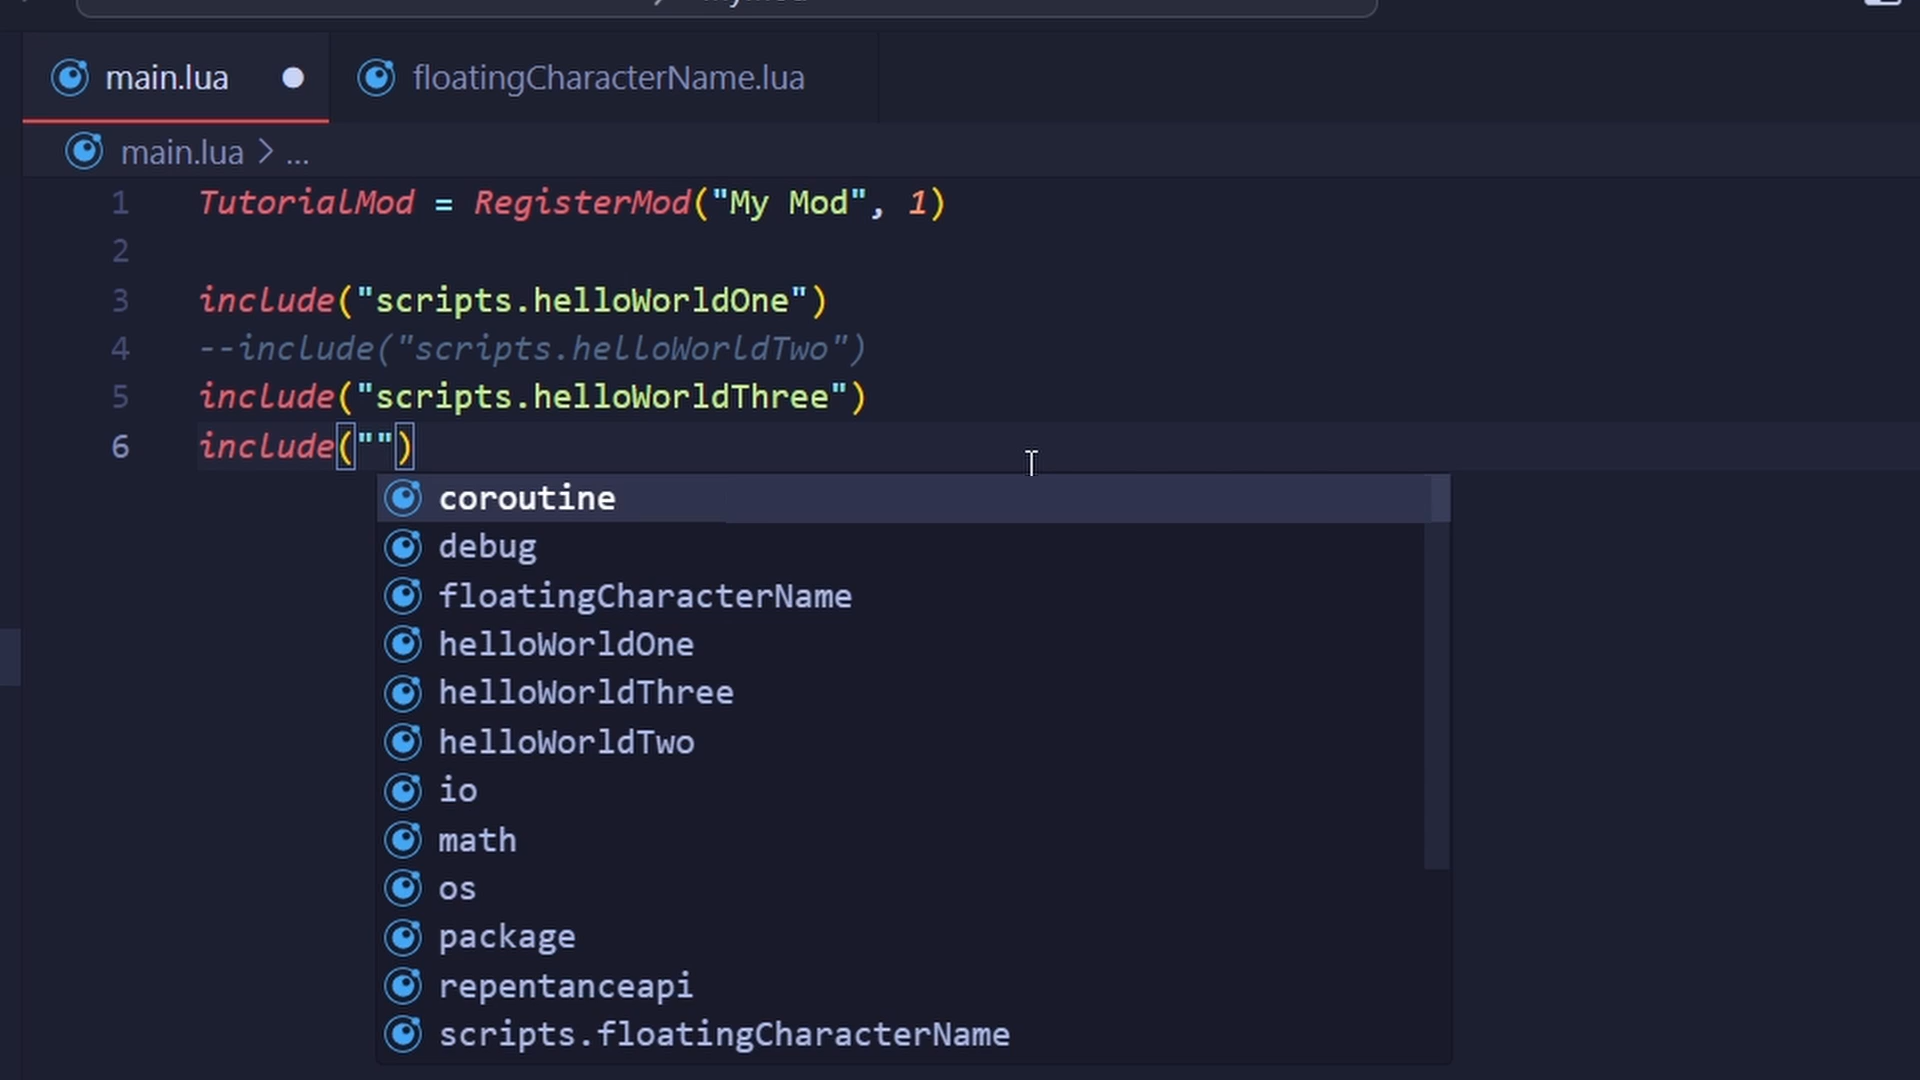 main.lua floatingCharacterName.lua
main.lua > ...
1 TutorialMod = RegisterMod("My Mod", 1)
2
3 include("scripts.helloWorldOne")
4 --include("scripts.helloWorldTwo")
5 include("scripts.helloWorldThree")
6 include("")
coroutine
debug
floatingCharacterName
helloWorldOne
helloWorldThree
helloWorldTwo
io
math
os
package
repentanceapi
scripts.floatingCharacterName